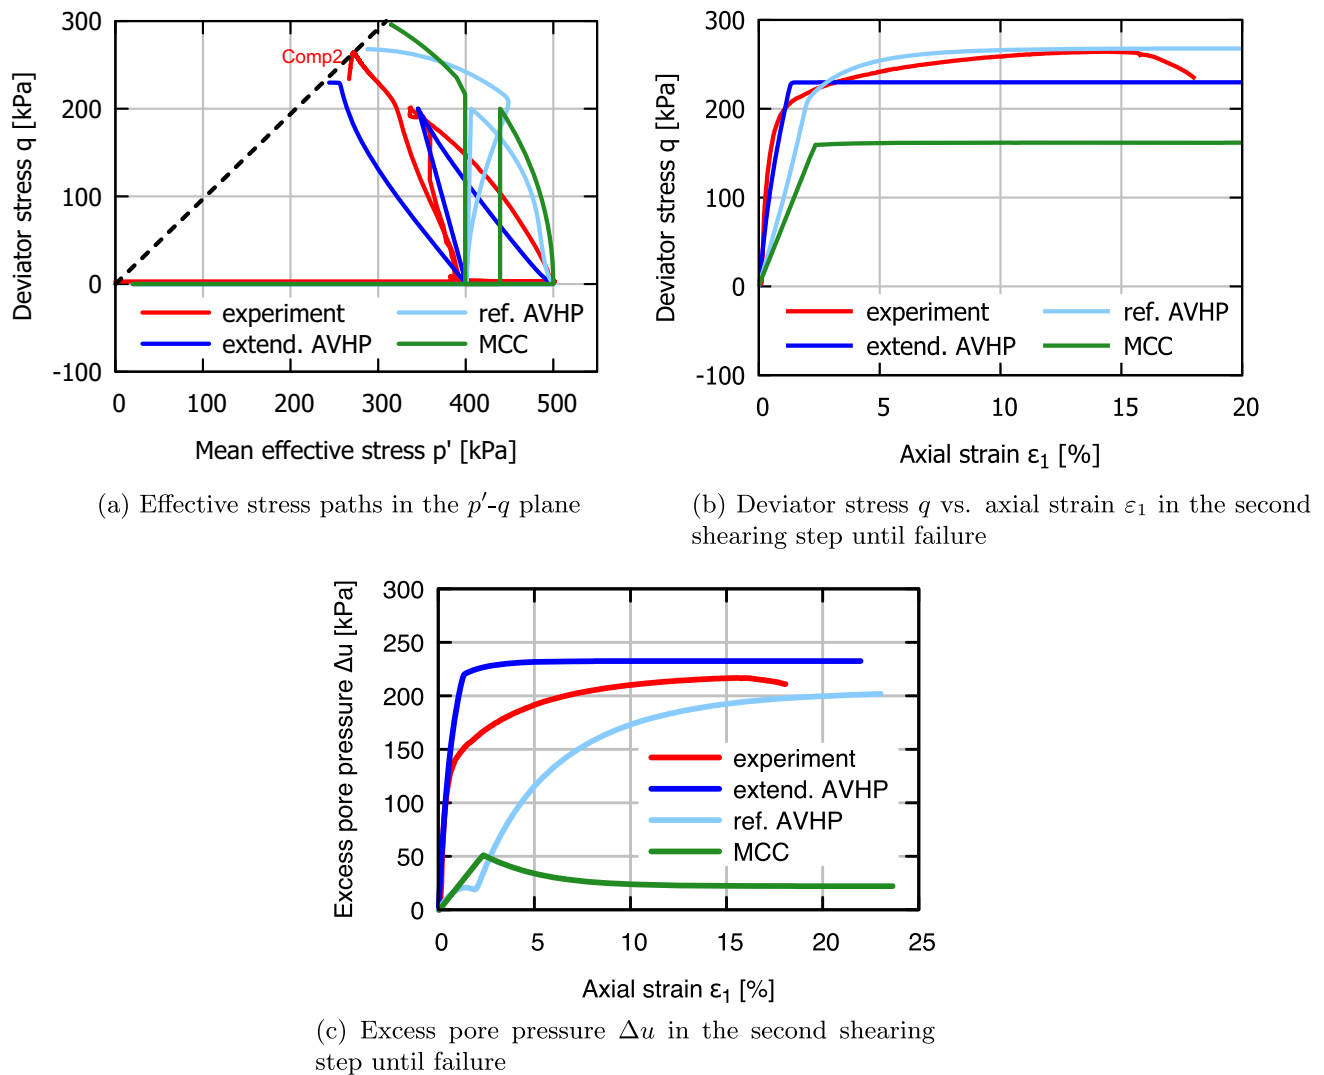 300
200
100
0
-100
Deviator stress q [kPa]
Comp2
experiment
extend. AVHP
ref. AVHP
MCC
0 100 200 300 400 500
Mean effective stress p' [kPa]
(a) Effective stress paths in the p′-q plane
300
200
100
0
-100
Deviator stress q [kPa]
experiment
extend. AVHP
ref. AVHP
MCC
0 5 10 15 20
Axial strain ε₁ [%]
(b) Deviator stress q vs. axial strain ε₁ in the second
shearing step until failure
300
250
200
150
100
50
0
Excess pore pressure Δu [kPa]
experiment
extend. AVHP
ref. AVHP
MCC
0 5 10 15 20 25
Axial strain ε₁ [%]
(c) Excess pore pressure Δu in the second shearing
step until failure